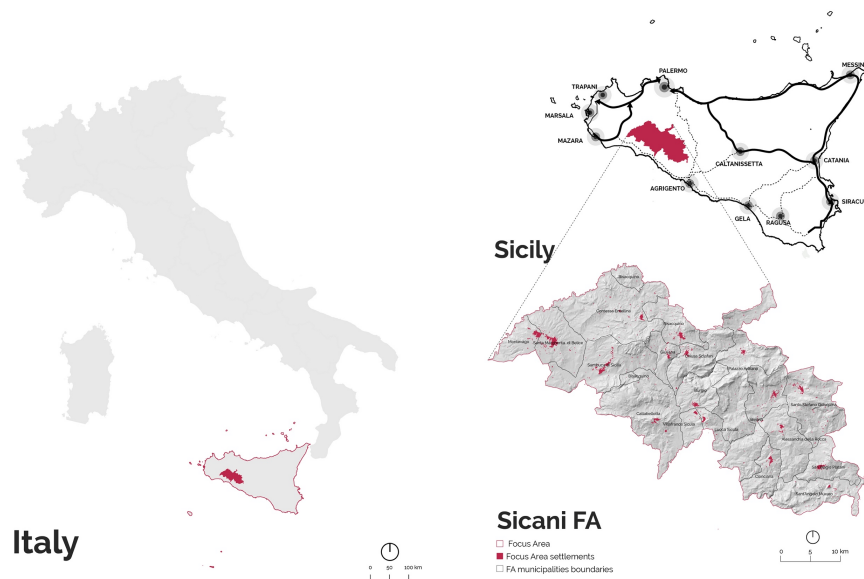 Italy
0 50 100 km
MESSIN
PALERMO
TRAPANI
MARSALA
MAZARA
CALTANISSETTA
CATANIA
AGRIGENTO
SIRACU
GELA
RAGUSA
Sicily
Bisacquino
Contessa Entellina
Montevago
Santa Margherita di Belice
Bisacquino
Giuliana
Chiusa Sclafani
Sambuca di Sicilia
Palazzo Adriano
Burgio
Santo Stefano Quisquina
Caltabellotta
Villafranca Sicula
Lucca Sicula
Bivona
Alessandria della Rocca
Cianciana
San Biagio Platani
Sant'Angelo Muxaro
Sicani FA
Focus Area
Focus Area settlements
FA municipalities boundaries
0 5 10 km